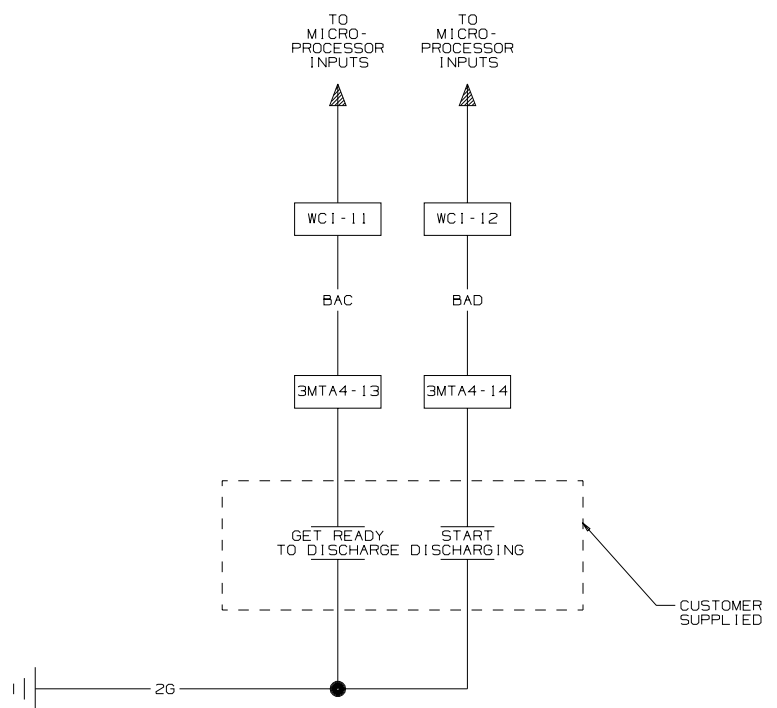 TO
MICRO-
PROCESSOR
INPUTS
TO
MICRO-
PROCESSOR
INPUTS
WC1-11
WC1-12
BAC
BAD
3MTA4-13
3MTA4-14
GET READY
TO DISCHARGE
START
DISCHARGING
CUSTOMER
SUPPLIED
2G